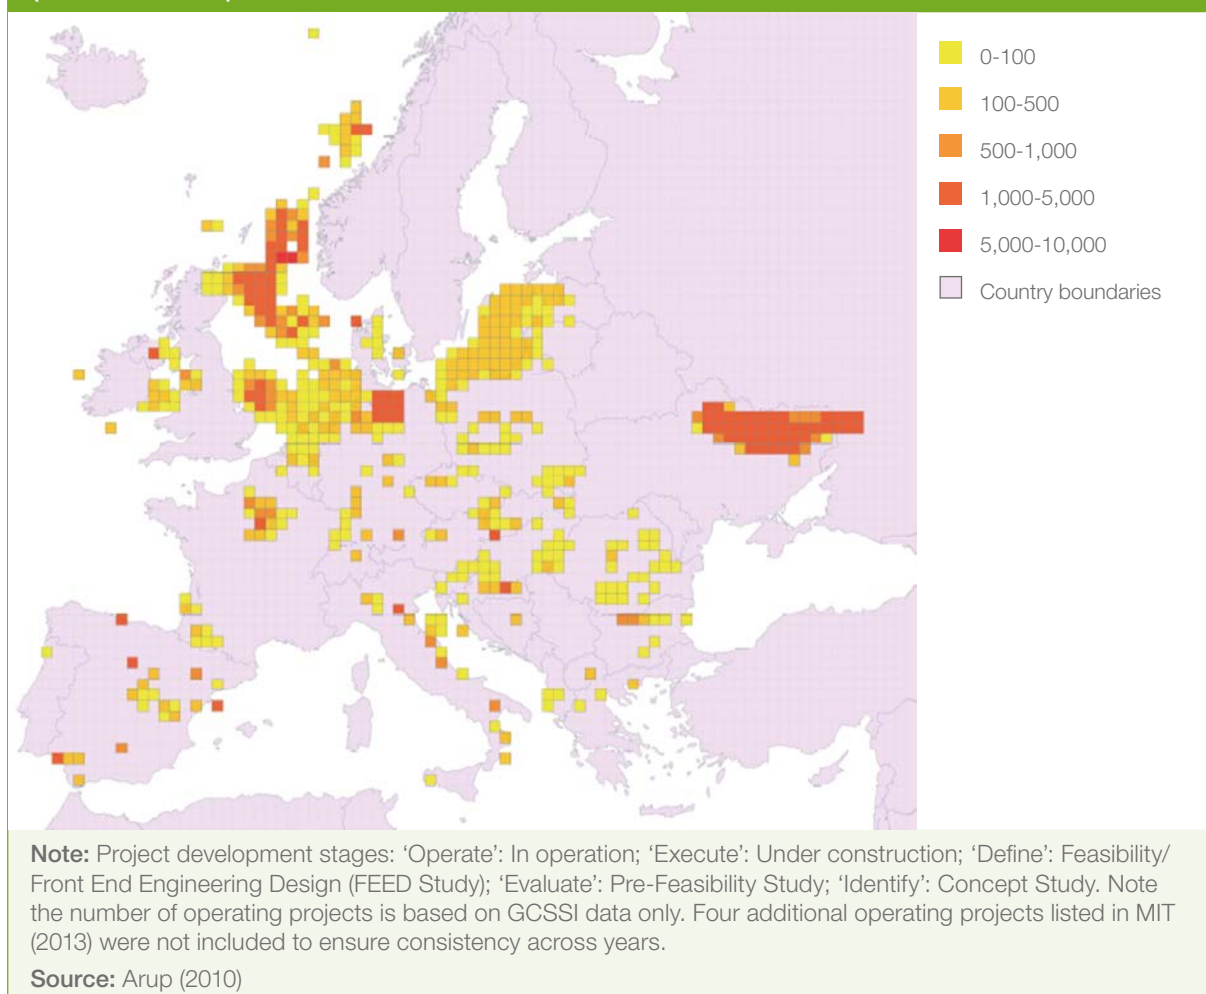 0-100
100-500
500-1,000
1,000-5,000
5,000-10,000
Country boundaries
Note: Project development stages: ‘Operate’: In operation; ‘Execute’: Under construction; ‘Define’: Feasibility/
Front End Engineering Design (FEED Study); ‘Evaluate’: Pre-Feasibility Study; ‘Identify’: Concept Study. Note
the number of operating projects is based on GCSSI data only. Four additional operating projects listed in MIT
(2013) were not included to ensure consistency across years.
Source: Arup (2010)